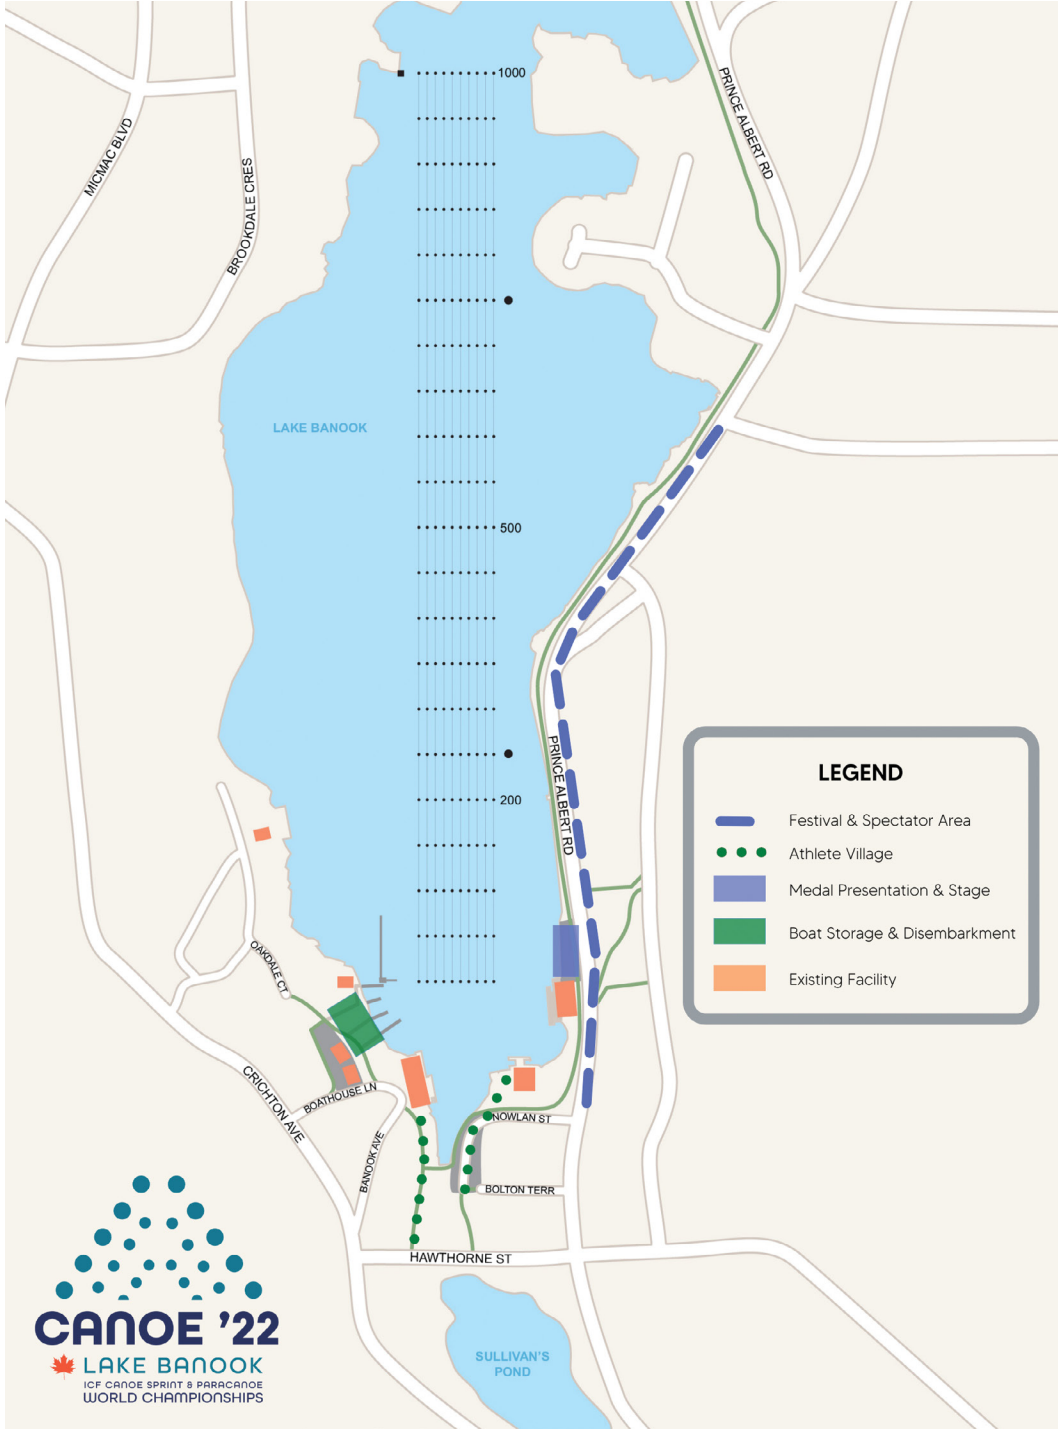 1000
PRINCE ALBERT RD
MICMAC BLVD
BROOKDALE CRES
LAKE BANOOK
500
PRINCE ALBERT RD
200
LEGEND
Festival & Spectator Area
Athlete Village
Medal Presentation & Stage
Boat Storage & Disembarkment
Existing Facility
OAKDALE CT
CRICHTON AVE
BOATHOUSE LN
BANOOK AVE
NOWLAN ST
BOLTON TERR
HAWTHORNE ST
SULLIVAN'S
POND
CANOE '22
LAKE BANOOK
ICF CANOE SPRINT & PARACANOE
WORLD CHAMPIONSHIPS